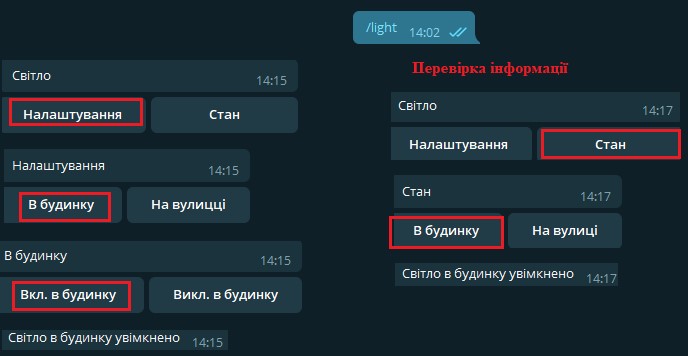 Світло
14:15
Налаштування Стан
Налаштування
14:15
В будинку На вулицці
В будинку
14:15
Вкл. в будинку Викл. в будинку
Світло в будинку увімкнено 14:15
/light 14:02
Перевірка інформації
Світло
14:17
Налаштування Стан
Стан
14:17
В будинку На вулиці
Світло в будинку увімкнено 14:17